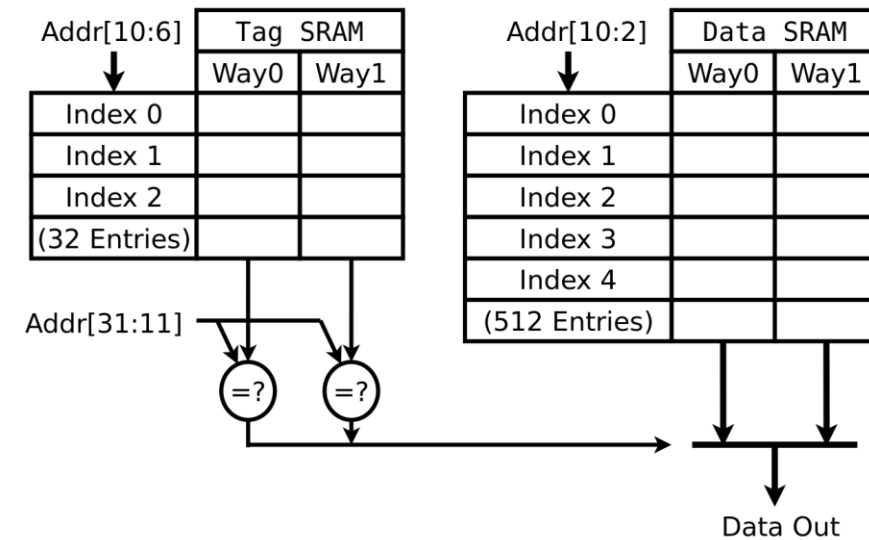 Addr[10:6]
Tag SRAM
Way0 Way1
Index 0
Index 1
Index 2
(32 Entries)
Addr[31:11]
=? =?
Addr[10:2]
Data SRAM
Way0 Way1
Index 0
Index 1
Index 2
Index 3
Index 4
(512 Entries)
Data Out